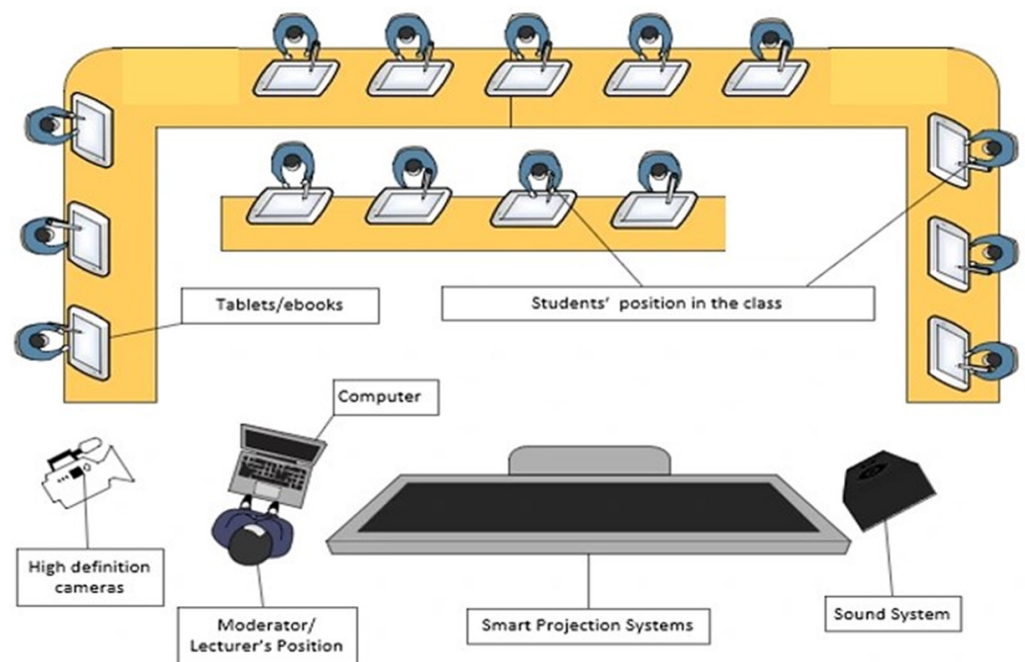 Tablets/ebooks
Students' position in the class
Computer
High definition
cameras
Moderator/
Lecturer's Position
Smart Projection Systems
Sound System